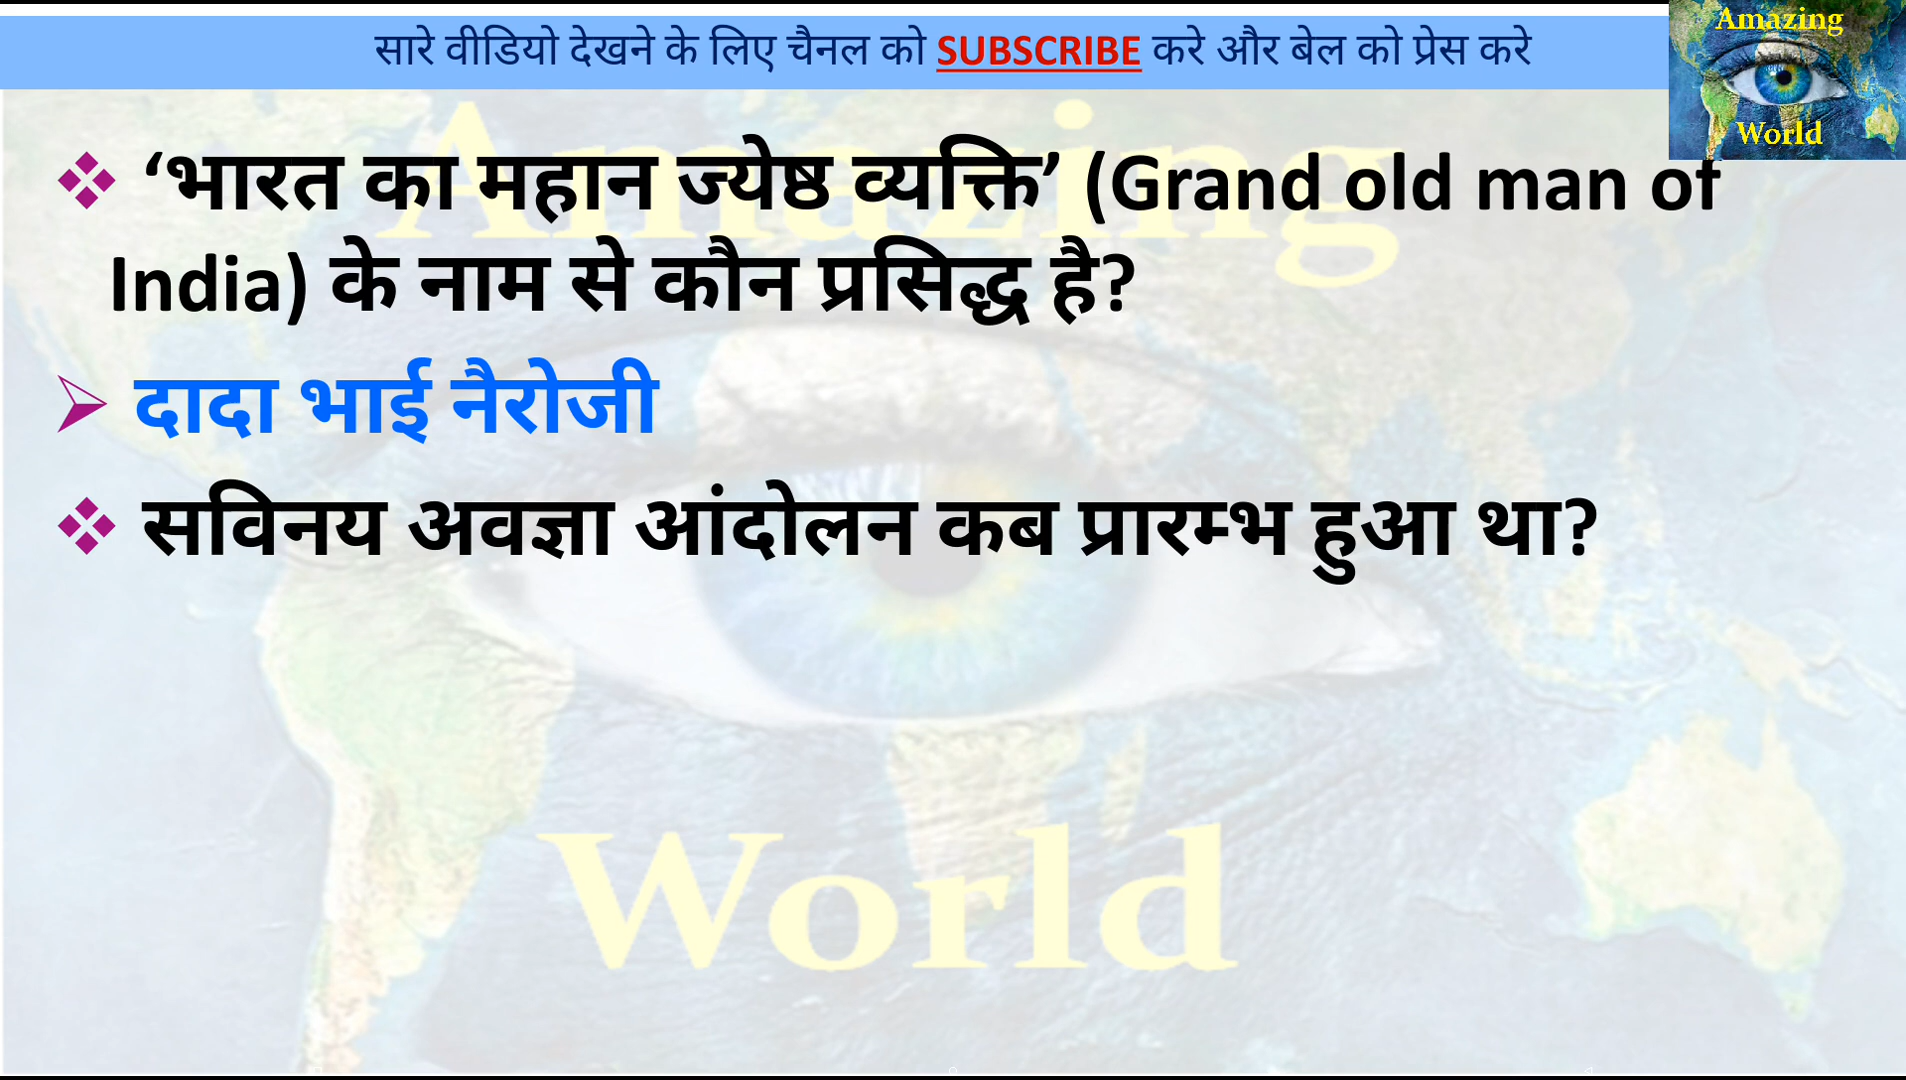 सारे वीडियो देखने के लिए चैनल को SUBSCRIBE करे और बेल को प्रेस करे
Amazing
World
‘भारत का महान ज्येष्ठ व्यक्ति’ (Grand old man of
India) के नाम से कौन प्रसिद्ध है?
दादा भाई नैरोजी
सविनय अवज्ञा आंदोलन कब प्रारम्भ हुआ था?
Amazing
World